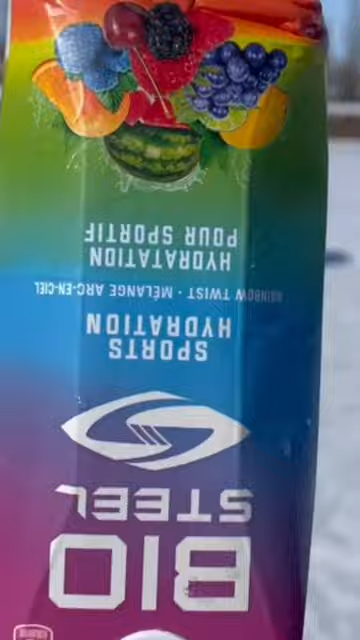 BIO
STEEL
SPORTS
HYDRATION
RAINBOW TWIST • MÉLANGE ARC-EN-CIEL
HYDRATATION
POUR SPORTIF